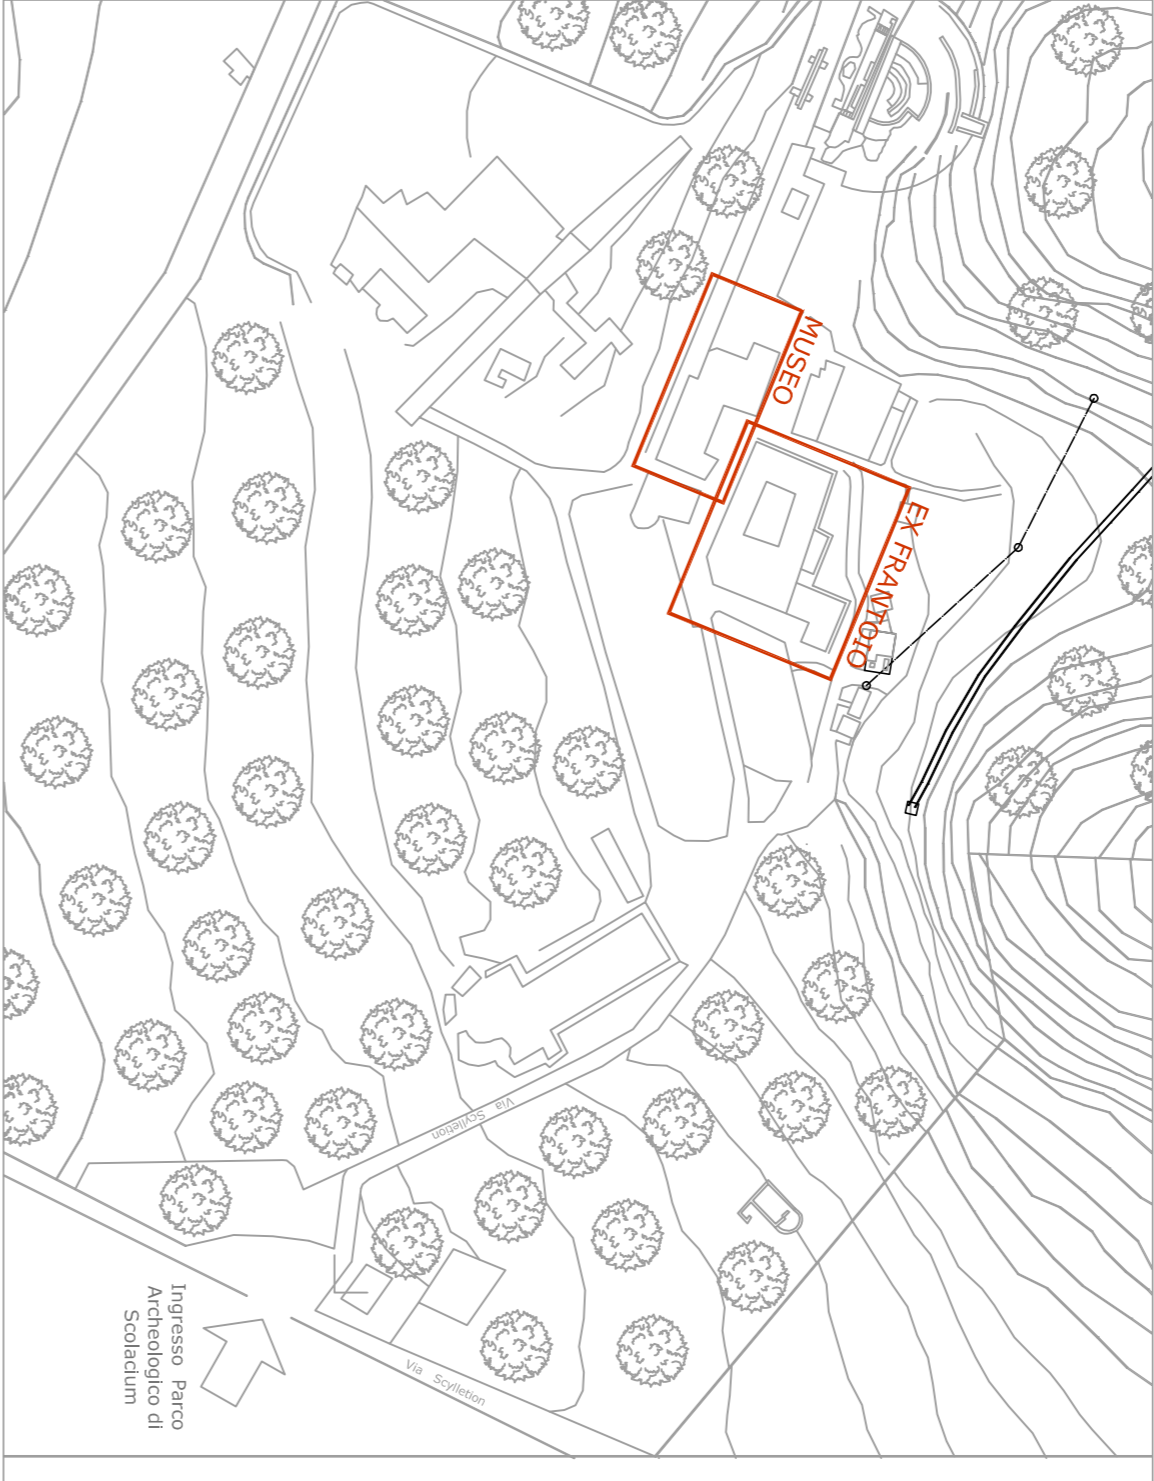 MUSEO
EX FRANTOIO
Via Scylletion
Via Scylletion
Ingresso Parco
Archeologico di
Scolacium